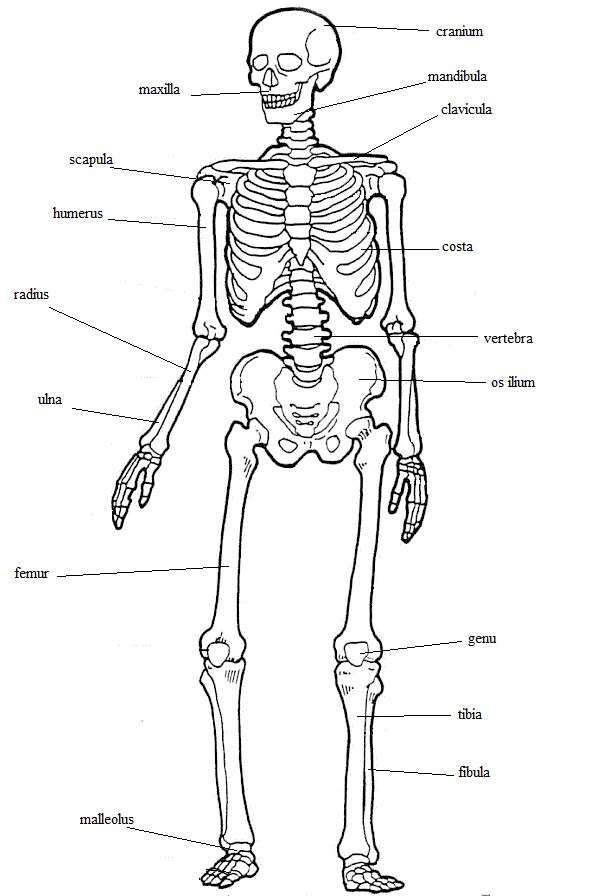 cranium
mandibula
maxilla
clavicula
scapula
humerus
costa
radius
vertebra
os ilium
ulna
femur
genu
tibia
fibula
malleolus